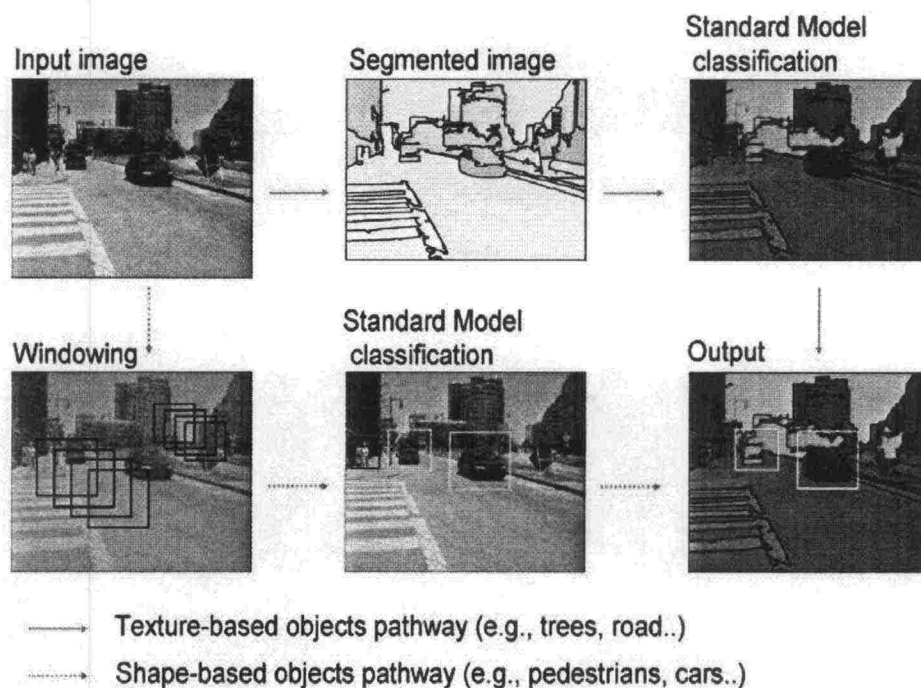 Input image
Segmented image
Standard Model
classification
Windowing
Standard Model
classification
Output
Texture-based objects pathway (e.g., trees, road..)
Shape-based objects pathway (e.g., pedestrians, cars..)